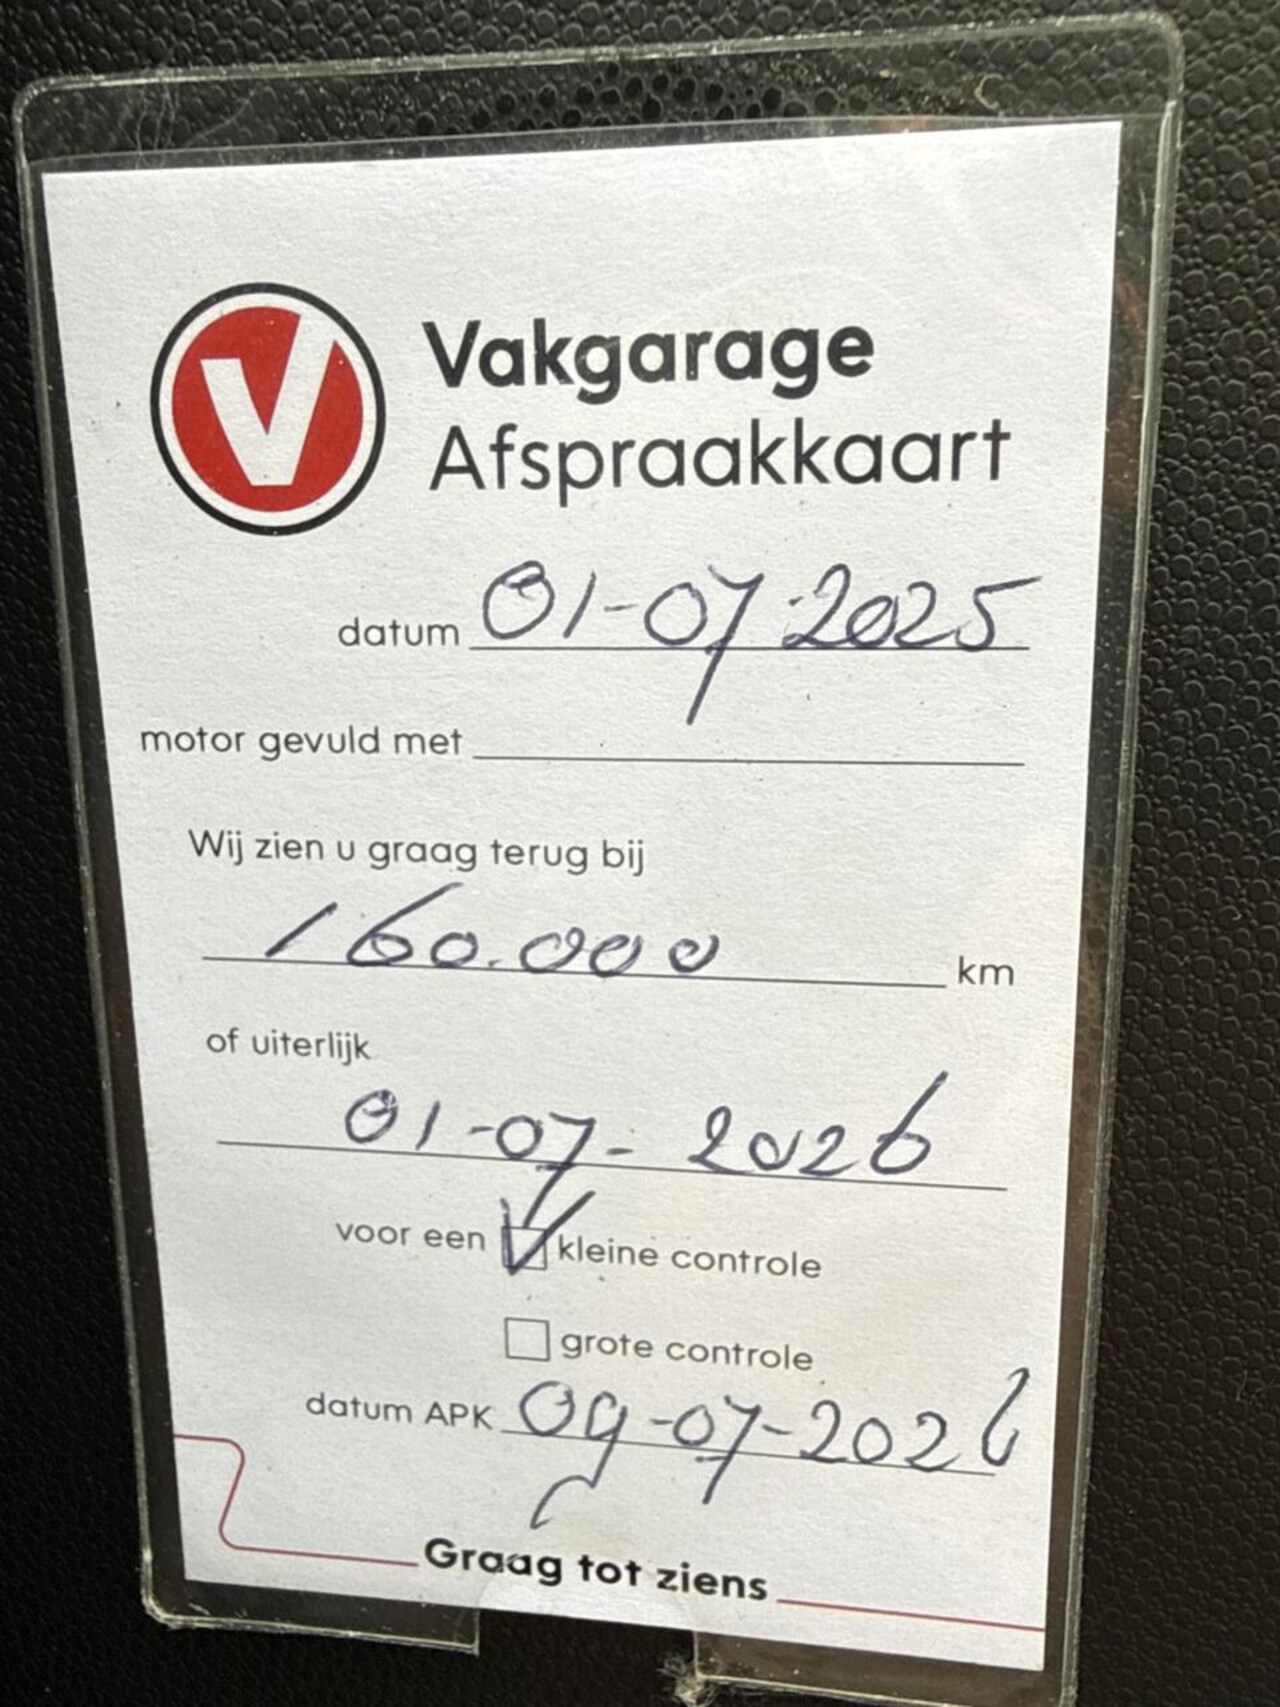 V
Vakgarage
Afspraakkaart
datum 01-07-2025
motor gevuld met
Wij zien u graag terug bij
160.000 km
of uiterlijk
01-07-2026
voor een kleine controle
grote controle
datum APK 09-07-2026
Graag tot ziens